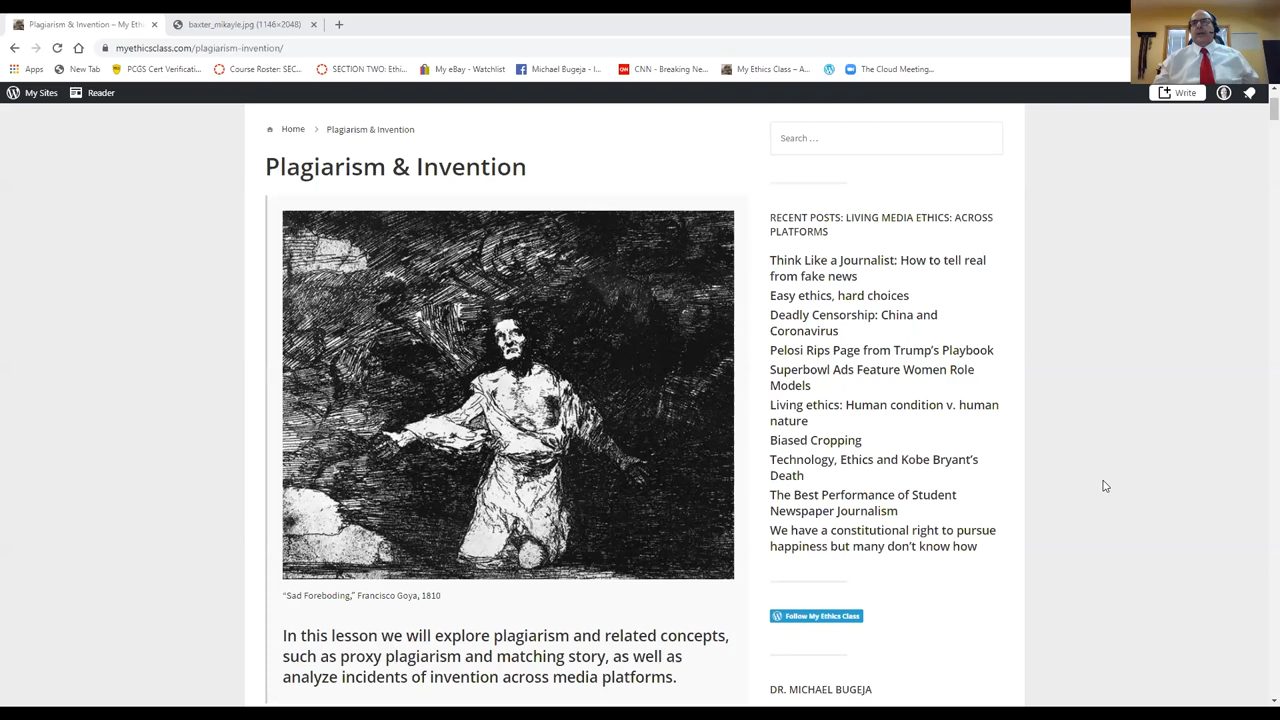 Plagiarism & Invention – My Eth
baxter_mikayle.jpg (1146×2048)
myethicsclass.com/plagiarism-invention/
Apps
New Tab
PCGS Cert Verificati...
Course Roster: SEC...
SECTION TWO: Ethi...
My eBay - Watchlist
Michael Bugeja - I...
CNN - Breaking Ne...
My Ethics Class – A...
The Cloud Meeting...
My Sites
Reader
Write
Home
Plagiarism & Invention
Plagiarism & Invention
“Sad Foreboding,” Francisco Goya, 1810
In this lesson we will explore plagiarism and related concepts,
such as proxy plagiarism and matching story, as well as
analyze incidents of invention across media platforms.
Search …
RECENT POSTS: LIVING MEDIA ETHICS: ACROSS
PLATFORMS
Think Like a Journalist: How to tell real
from fake news
Easy ethics, hard choices
Deadly Censorship: China and
Coronavirus
Pelosi Rips Page from Trump’s Playbook
Superbowl Ads Feature Women Role
Models
Living ethics: Human condition v. human
nature
Biased Cropping
Technology, Ethics and Kobe Bryant’s
Death
The Best Performance of Student
Newspaper Journalism
We have a constitutional right to pursue
happiness but many don’t know how
Follow My Ethics Class
DR. MICHAEL BUGEJA